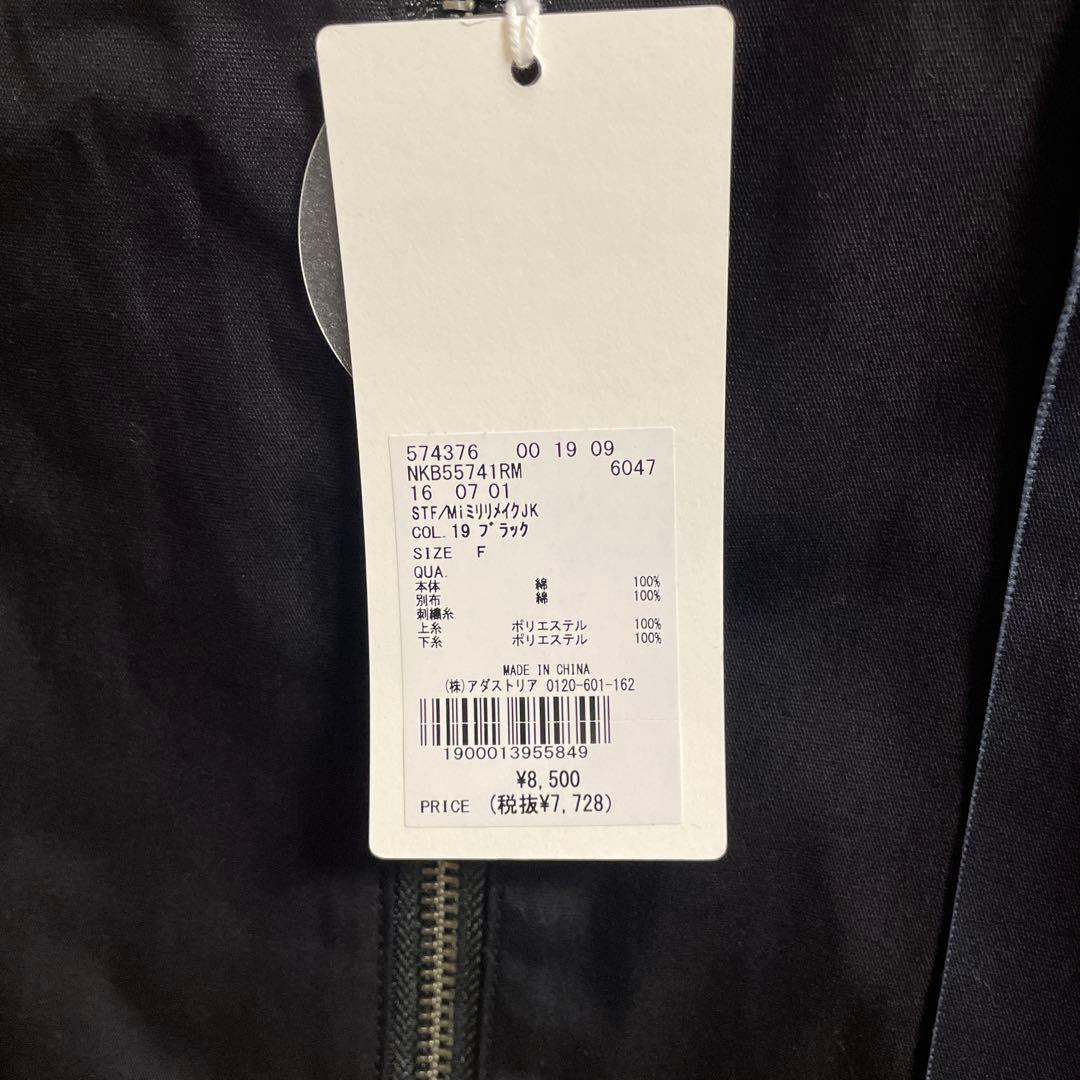 574376 00 19 09
NKB55741RM 6047
16 07 01
STF/MiミリリメイクJK
COL.19 ブラック
SIZE F
QUA.
本体 綿 100%
別布 綿 100%
刺繍糸
上糸 ポリエステル 100%
下糸 ポリエステル 100%
MADE IN CHINA
(株)アダストリア 0120-601-162
1900013955849
¥8,500
PRICE (税抜¥7,728)